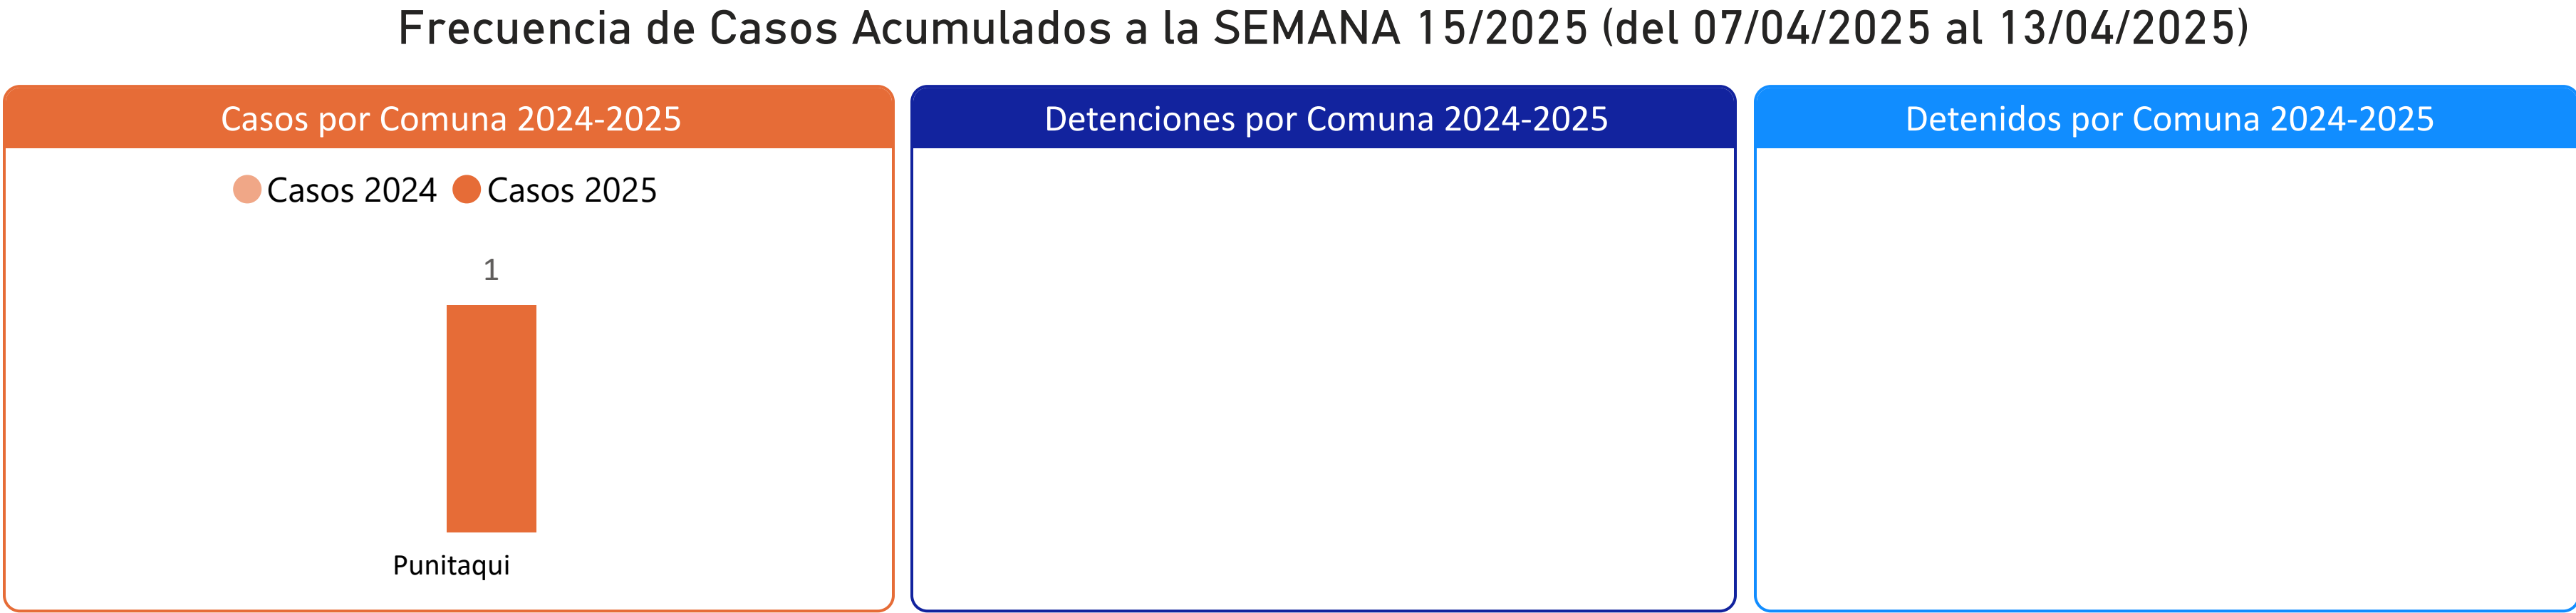 Frecuencia de Casos Acumulados a la SEMANA 15/2025 (del 07/04/2025 al 13/04/2025)
Casos por Comuna 2024-2025
Casos 2024 Casos 2025
1
Punitaqui
Detenciones por Comuna 2024-2025
Detenidos por Comuna 2024-2025